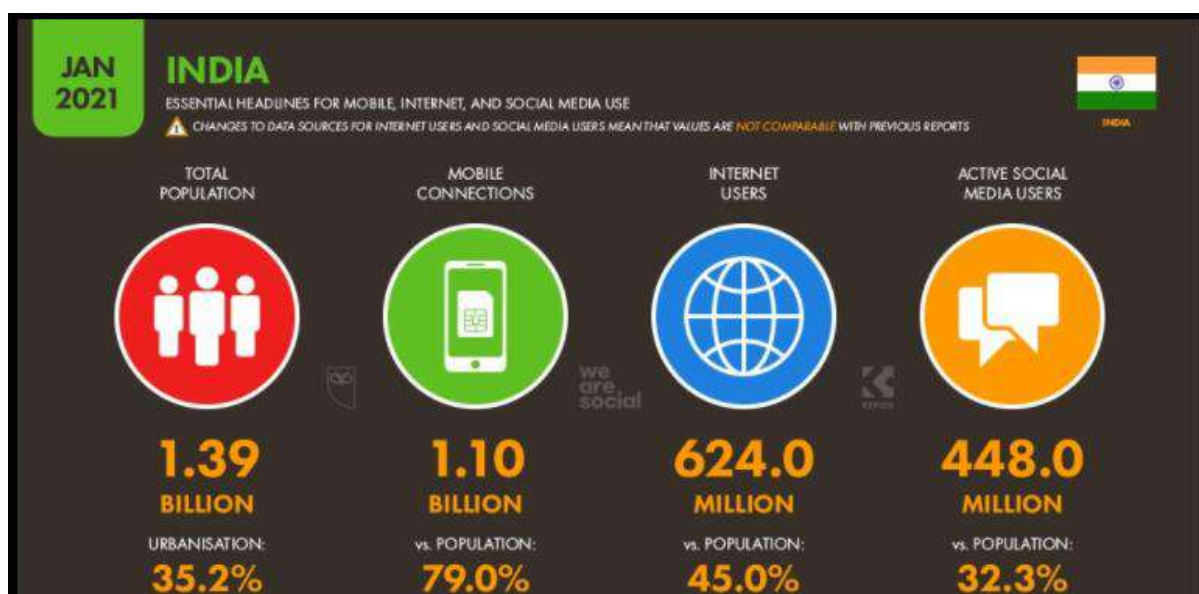 JAN
2021
INDIA
ESSENTIAL HEADLINES FOR MOBILE, INTERNET, AND SOCIAL MEDIA USE
CHANGES TO DATA SOURCES FOR INTERNET USERS AND SOCIAL MEDIA USERS MEAN THAT VALUES ARE NOT COMPARABLE WITH PREVIOUS REPORTS
INDIA
TOTAL
POPULATION
1.39
BILLION
URBANISATION:
35.2%
MOBILE
CONNECTIONS
1.10
BILLION
vs. POPULATION:
79.0%
INTERNET
USERS
624.0
MILLION
vs. POPULATION:
45.0%
ACTIVE SOCIAL
MEDIA USERS
448.0
MILLION
vs. POPULATION:
32.3%
we
are
social
KEPIOS